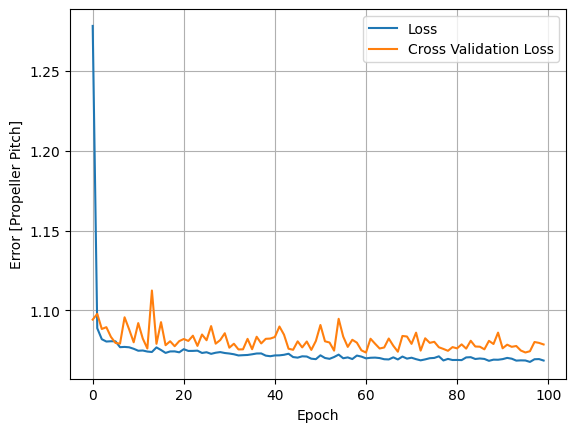 Loss
Cross Validation Loss
Error [Propeller Pitch]
1.25
1.20
1.15
1.10
0 20 40 60 80 100
Epoch